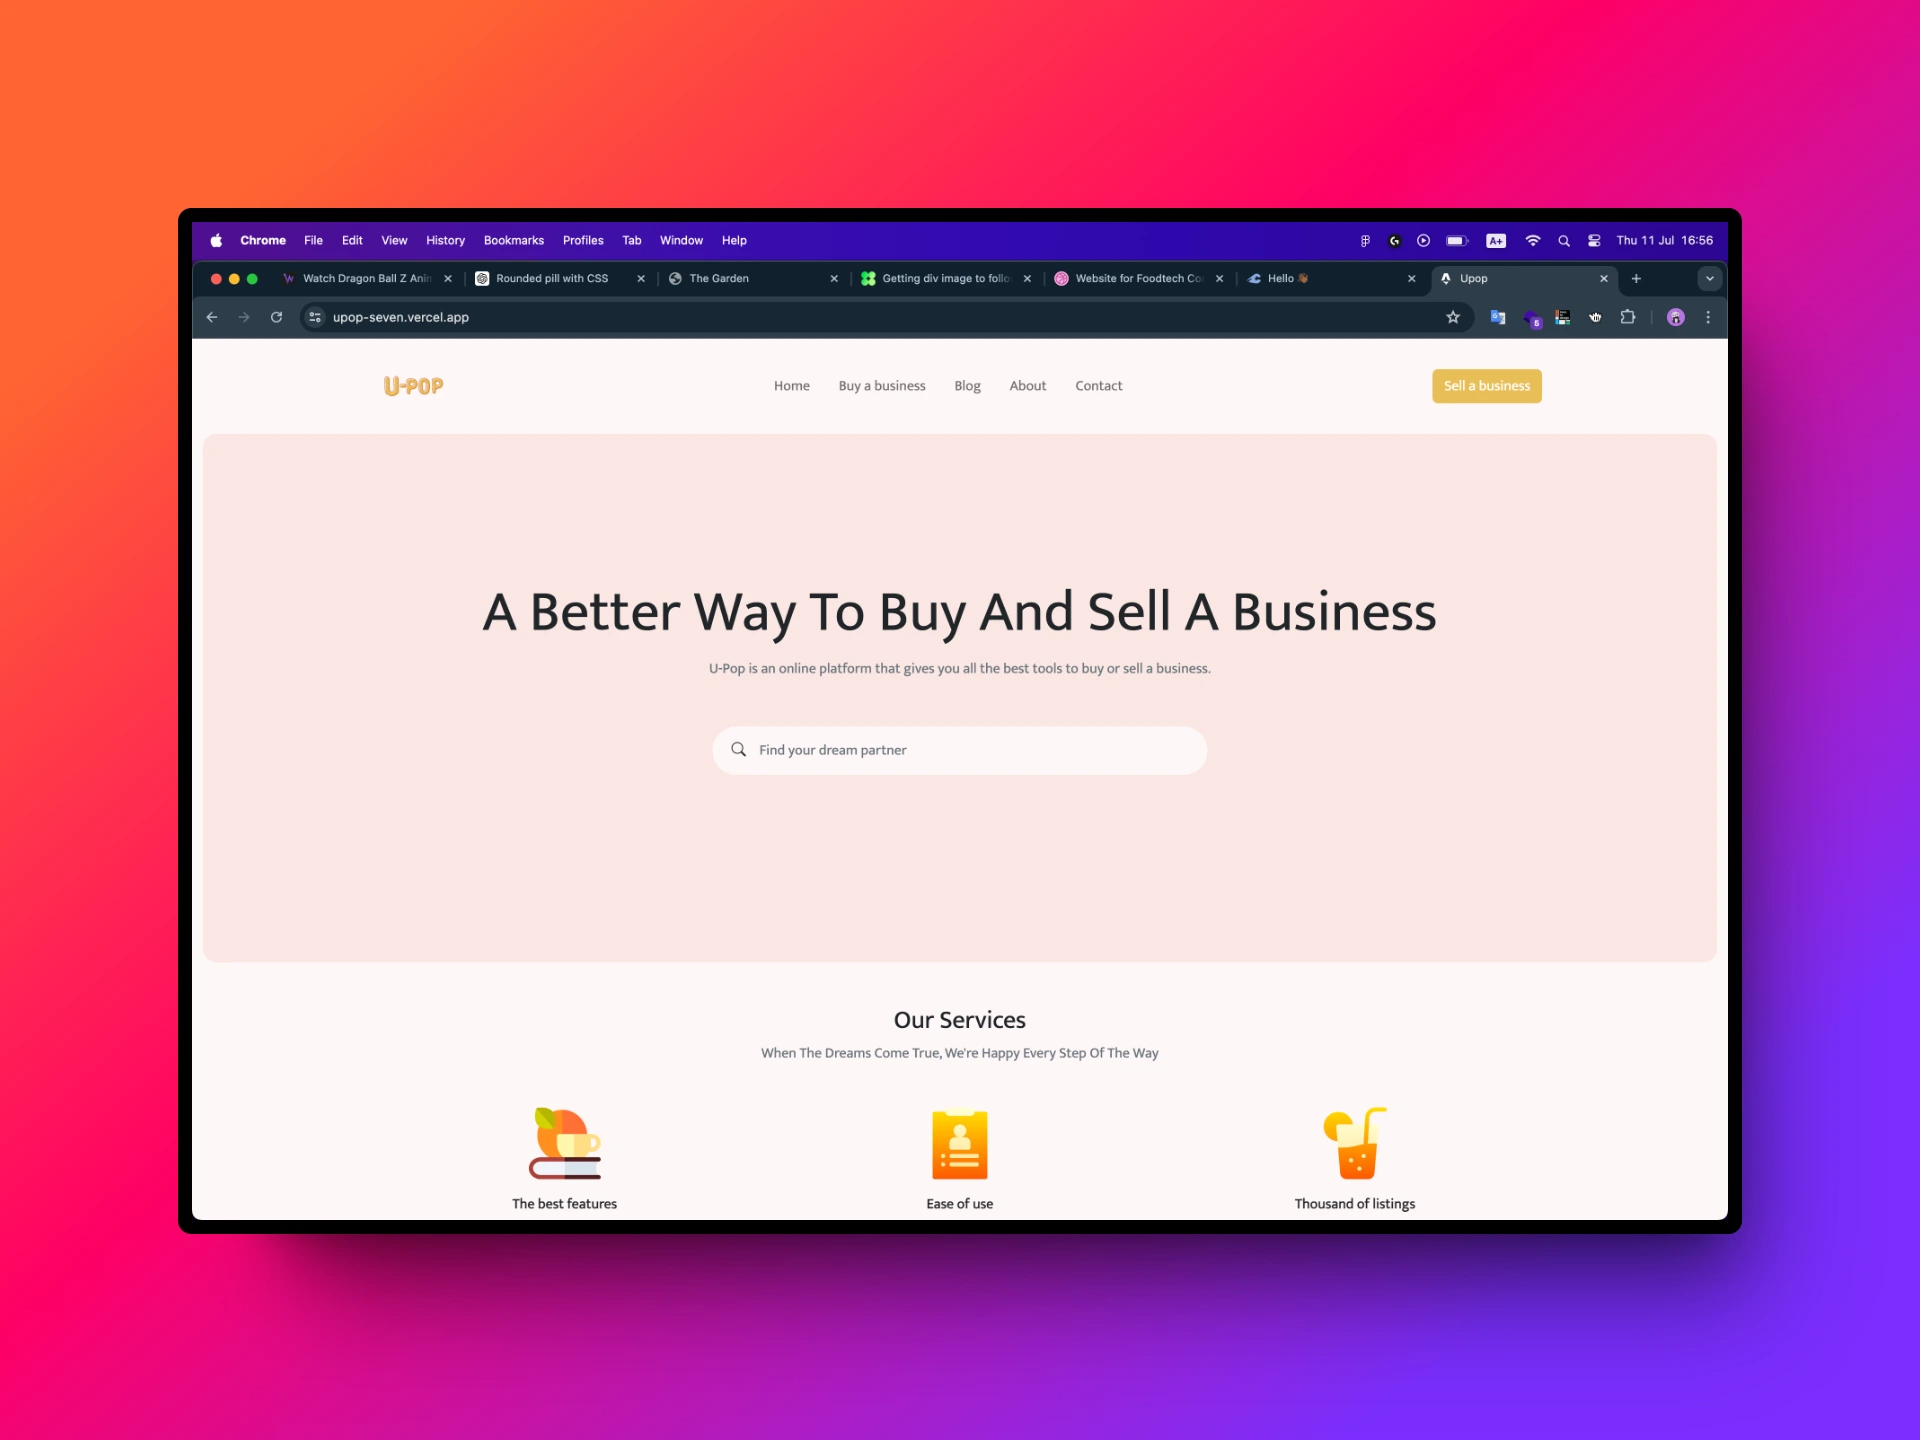 Chrome File Edit View History Bookmarks Profiles Tab Window Help A+ Thu 11 Jul 16:56
Watch Dragon Ball Z Anim Rounded pill with CSS The Garden Getting div image to follo Website for Foodtech Co Hello Upop
upop-seven.vercel.app 5
U-POP Home Buy a business Blog About Contact Sell a business
A Better Way To Buy And Sell A Business
U-Pop is an online platform that gives you all the best tools to buy or sell a business.
Find your dream partner
Our Services
When The Dreams Come True, We're Happy Every Step Of The Way
The best features Ease of use Thousand of listings